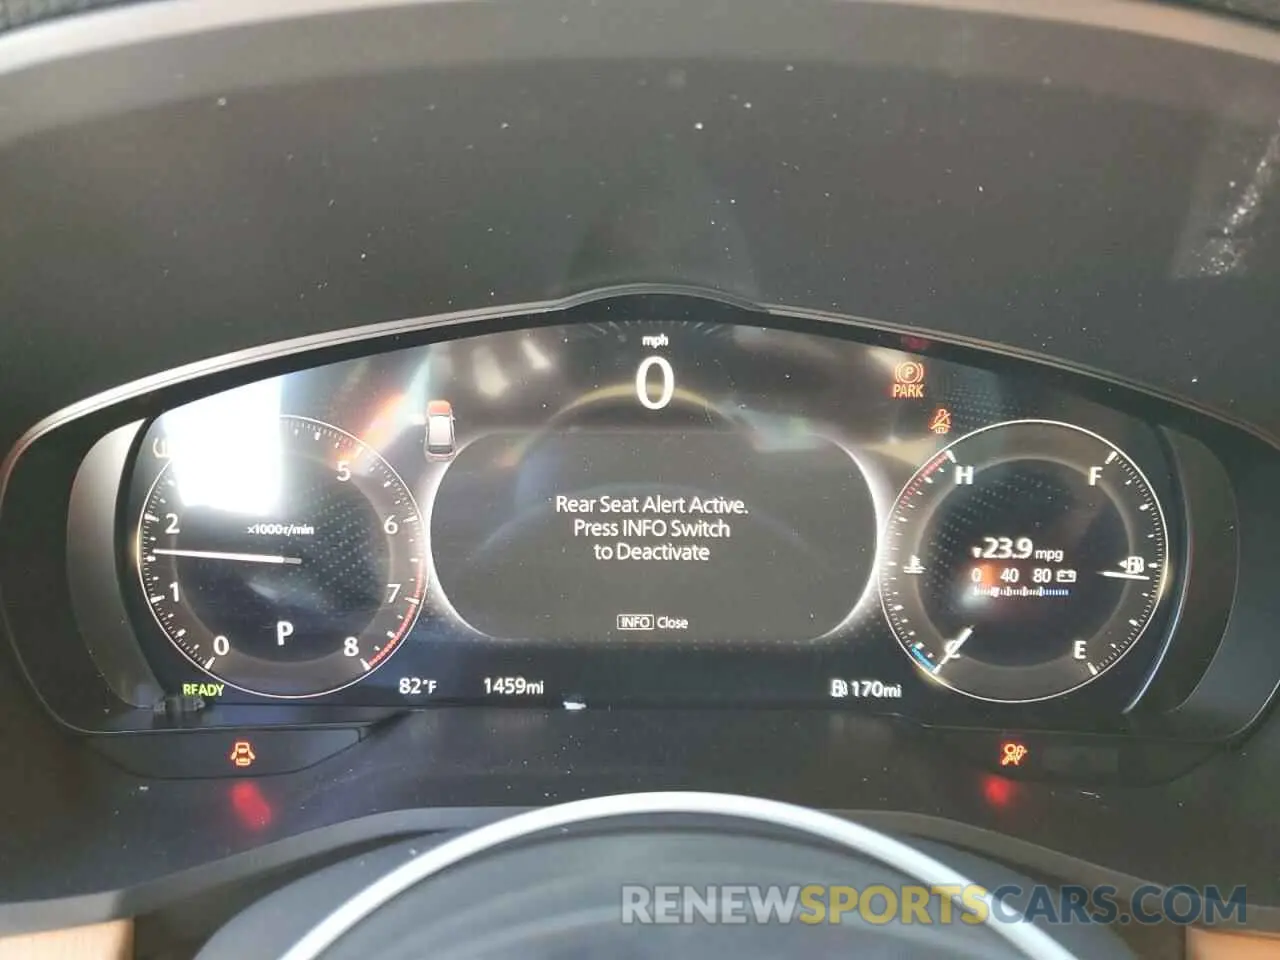 mph
0
PARK
5
2
x1000r/min
6
1
7
0
P
8
READY
82°F
1459mi
Rear Seat Alert Active.
Press INFO Switch
to Deactivate
INFO Close
170mi
H
F
23.9 mpg
0 40 80
C
E
RENEWSPORTSCARS.COM